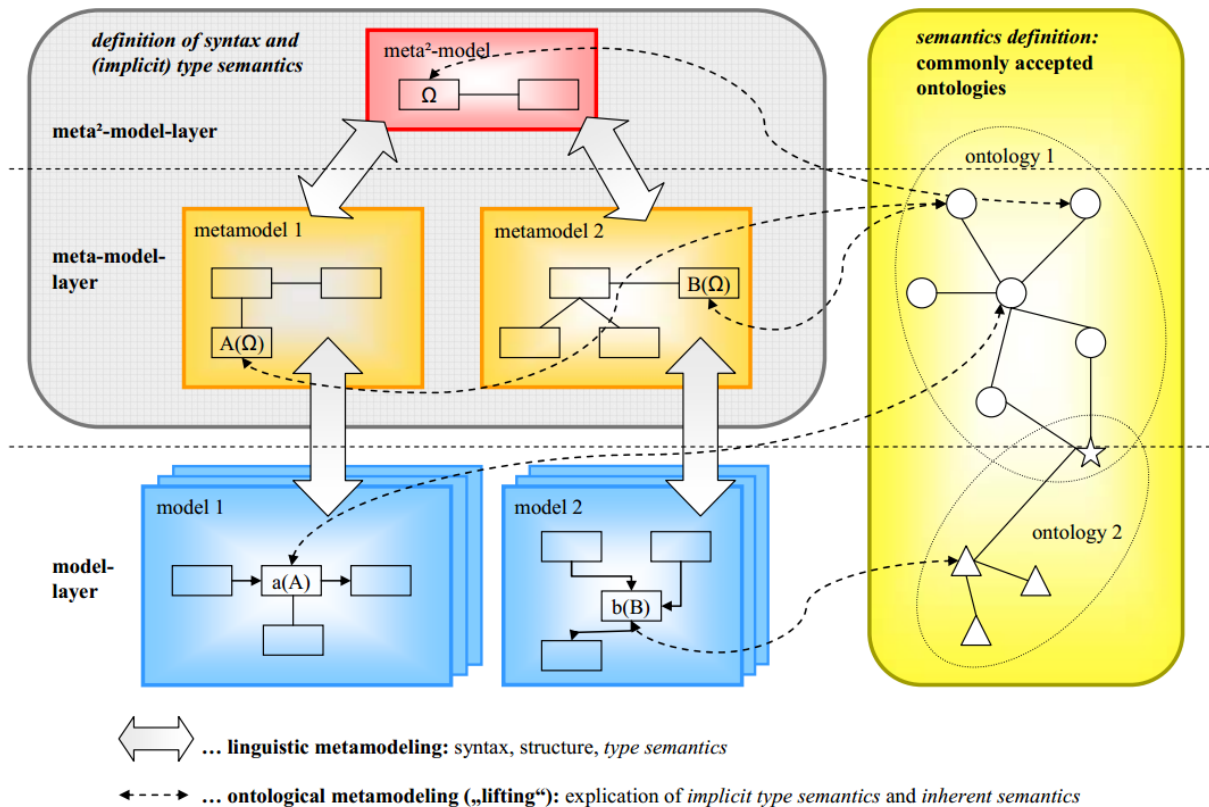 definition of syntax and
(implicit) type semantics
meta²-model
Ω
meta²-model-layer
semantics definition:
commonly accepted
ontologies
ontology 1
metamodel 1
A(Ω)
metamodel 2
B(Ω)
meta-model-
layer
model 1
a(A)
model 2
b(B)
model-
layer
ontology 2
... linguistic metamodeling: syntax, structure, type semantics
... ontological metamodeling („lifting“): explication of implicit type semantics and inherent semantics